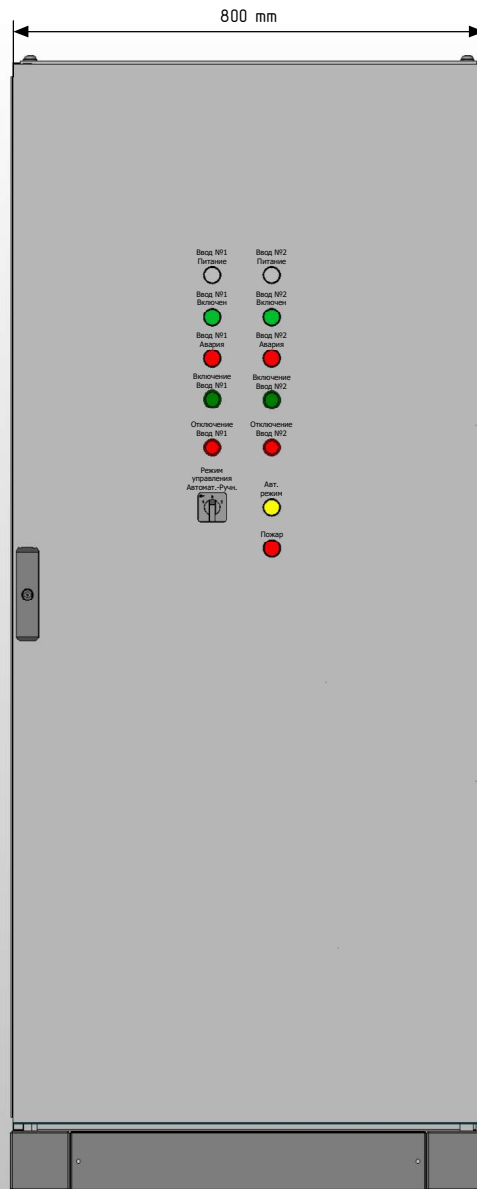 800 mm
Ввод №1
Питание
Ввод №2
Питание
Ввод №1
Включен
Ввод №2
Включен
Ввод №1
Авария
Ввод №2
Авария
Включение
Ввод №1
Включение
Ввод №2
Отключение
Ввод №1
Отключение
Ввод №2
Режим
управления
Автомат.-Ручн.
Авт.
режим
Пожар